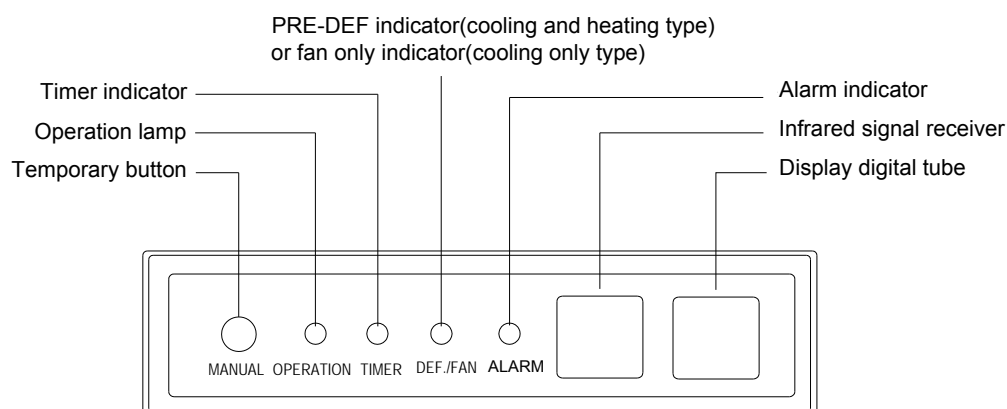 PRE-DEF indicator(cooling and heating type)
or fan only indicator(cooling only type)
Timer indicator
Alarm indicator
Operation lamp
Infrared signal receiver
Temporary button
Display digital tube
MANUAL OPERATION TIMER DEF./FAN ALARM